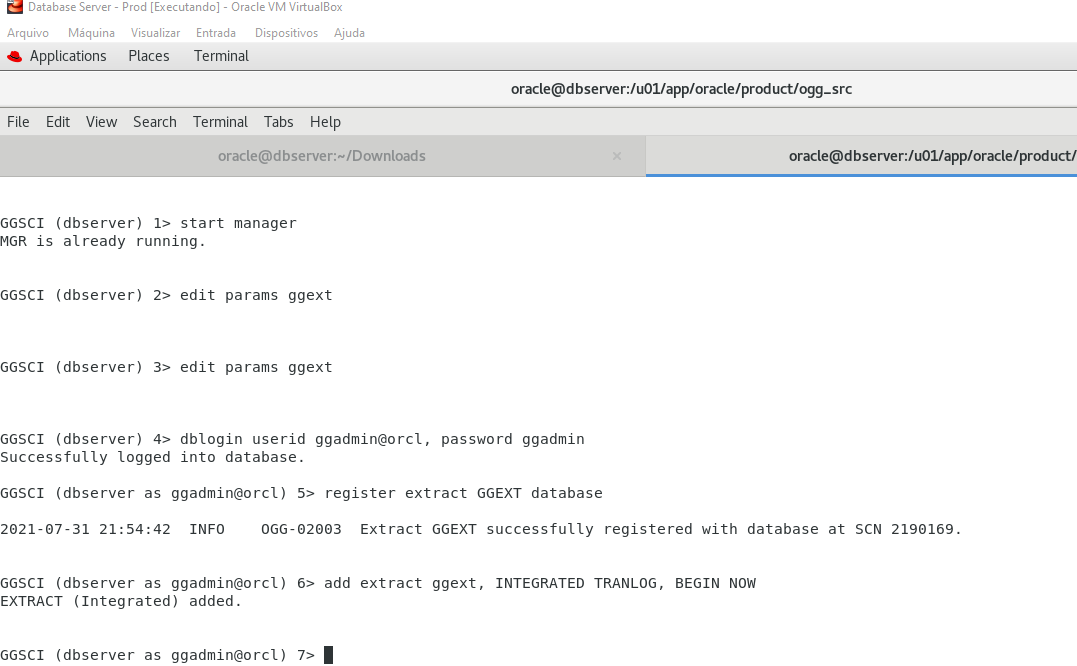 Database Server - Prod [Executando] - Oracle VM VirtualBox
Arquivo Máquina Visualizar Entrada Dispositivos Ajuda
Applications Places Terminal
oracle@dbserver:/u01/app/oracle/product/ogg_src
File Edit View Search Terminal Tabs Help
oracle@dbserver:~/Downloads × oracle@dbserver:/u01/app/oracle/product/
GGSCI (dbserver) 1> start manager
MGR is already running.
GGSCI (dbserver) 2> edit params ggext
GGSCI (dbserver) 3> edit params ggext
GGSCI (dbserver) 4> dblogin userid ggadmin@orcl, password ggadmin
Successfully logged into database.
GGSCI (dbserver as ggadmin@orcl) 5> register extract GGEXT database
2021-07-31 21:54:42  INFO    OGG-02003  Extract GGEXT successfully registered with database at SCN 2190169.
GGSCI (dbserver as ggadmin@orcl) 6> add extract ggext, INTEGRATED TRANLOG, BEGIN NOW
EXTRACT (Integrated) added.
GGSCI (dbserver as ggadmin@orcl) 7>